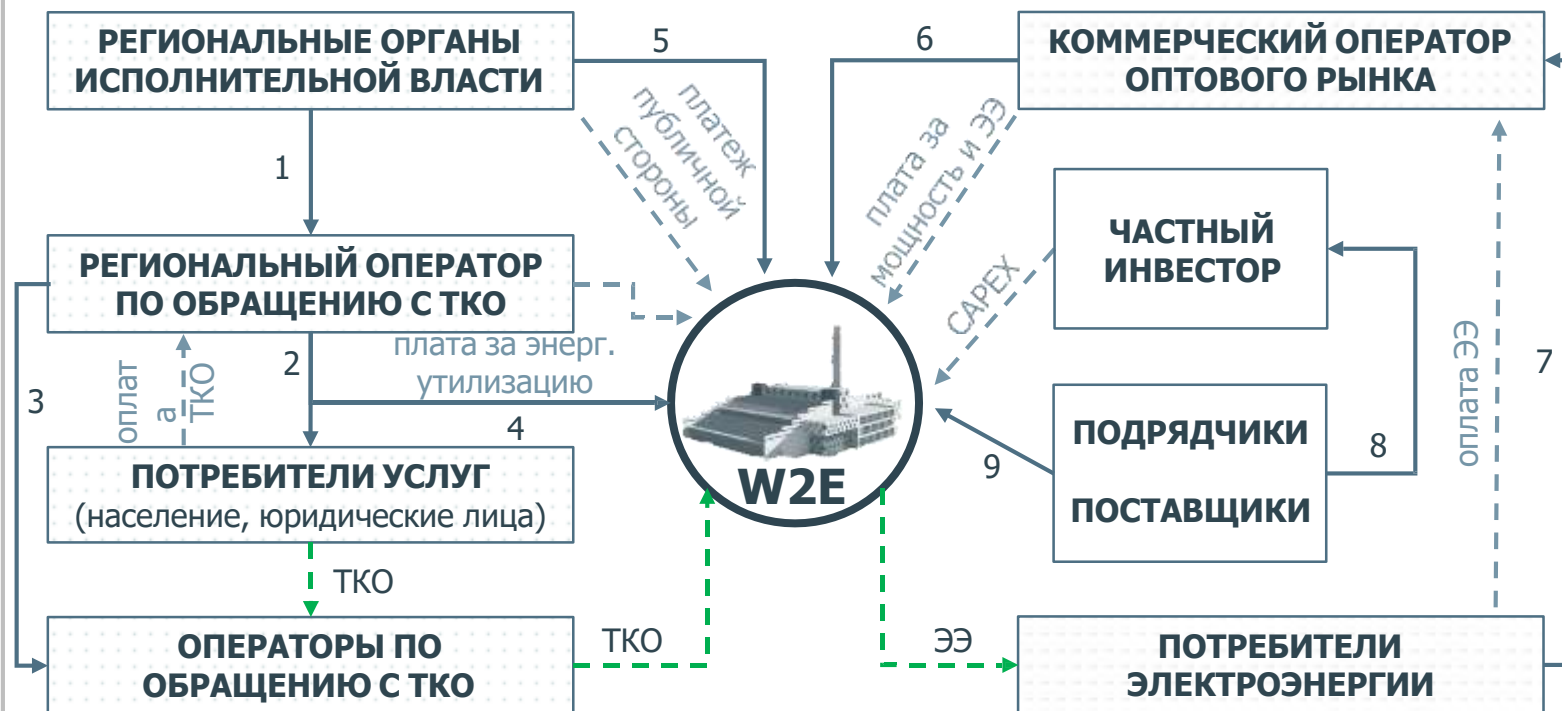 РЕГИОНАЛЬНЫЕ ОРГАНЫ
ИСПОЛНИТЕЛЬНОЙ ВЛАСТИ
5
6
КОММЕРЧЕСКИЙ ОПЕРАТОР
ОПТОВОГО РЫНКА
платеж
публичной
стороны
плата за
мощность и ЭЭ
1
ЧАСТНЫЙ
ИНВЕСТОР
РЕГИОНАЛЬНЫЙ ОПЕРАТОР
ПО ОБРАЩЕНИЮ С ТКО
CAPEX
оплат
а
ТКО
2
плата за энерг.
утилизацию
3
4
оплата ЭЭ
7
ПОДРЯДЧИКИ
ПОСТАВЩИКИ
8
9
ПОТРЕБИТЕЛИ УСЛУГ
(население, юридические лица)
W2E
ТКО
ОПЕРАТОРЫ ПО
ОБРАЩЕНИЮ С ТКО
ТКО
ЭЭ
ПОТРЕБИТЕЛИ
ЭЛЕКТРОЭНЕРГИИ